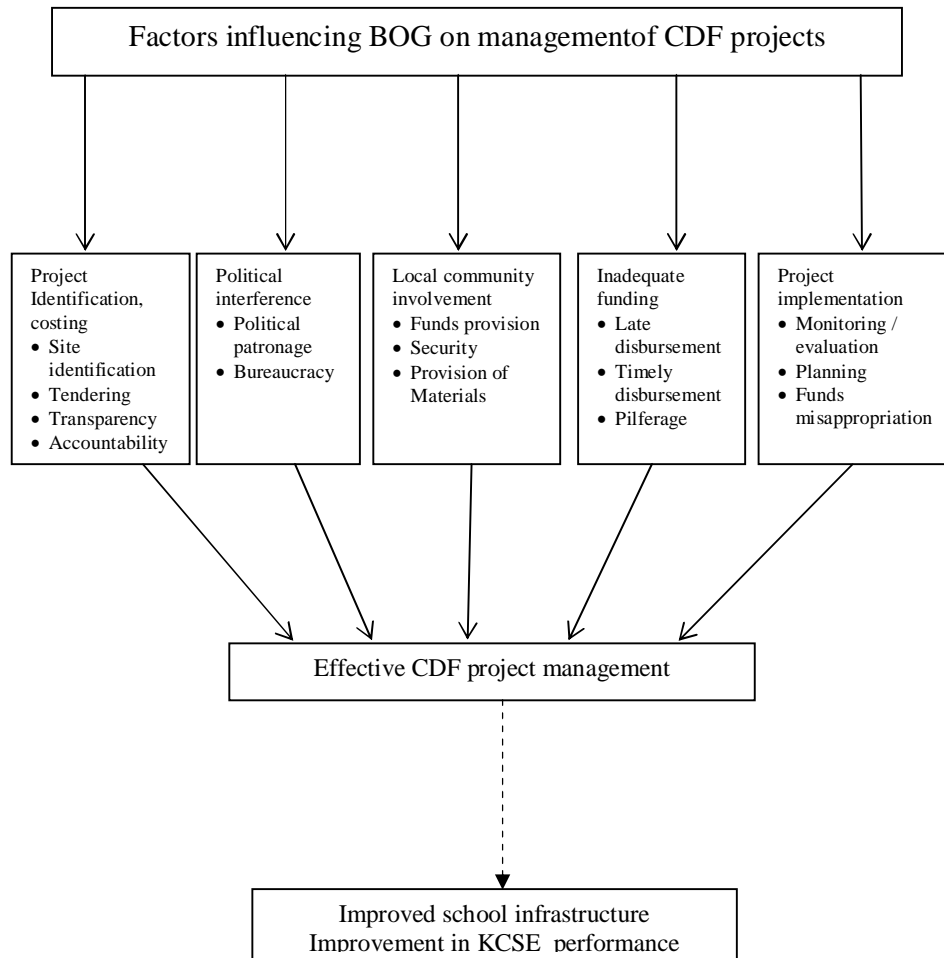 Factors influencing BOG on managementof CDF projects
Project
Identification,
costing
• Site
identification
• Tendering
• Transparency
• Accountability
Political
interference
• Political
patronage
• Bureaucracy
Local community
involvement
• Funds provision
• Security
• Provision of
Materials
Inadequate
funding
• Late
disbursement
• Timely
disbursement
• Pilferage
Project
implementation
• Monitoring /
evaluation
• Planning
• Funds
misappropriation
Effective CDF project management
Improved school infrastructure
Improvement in KCSE performance